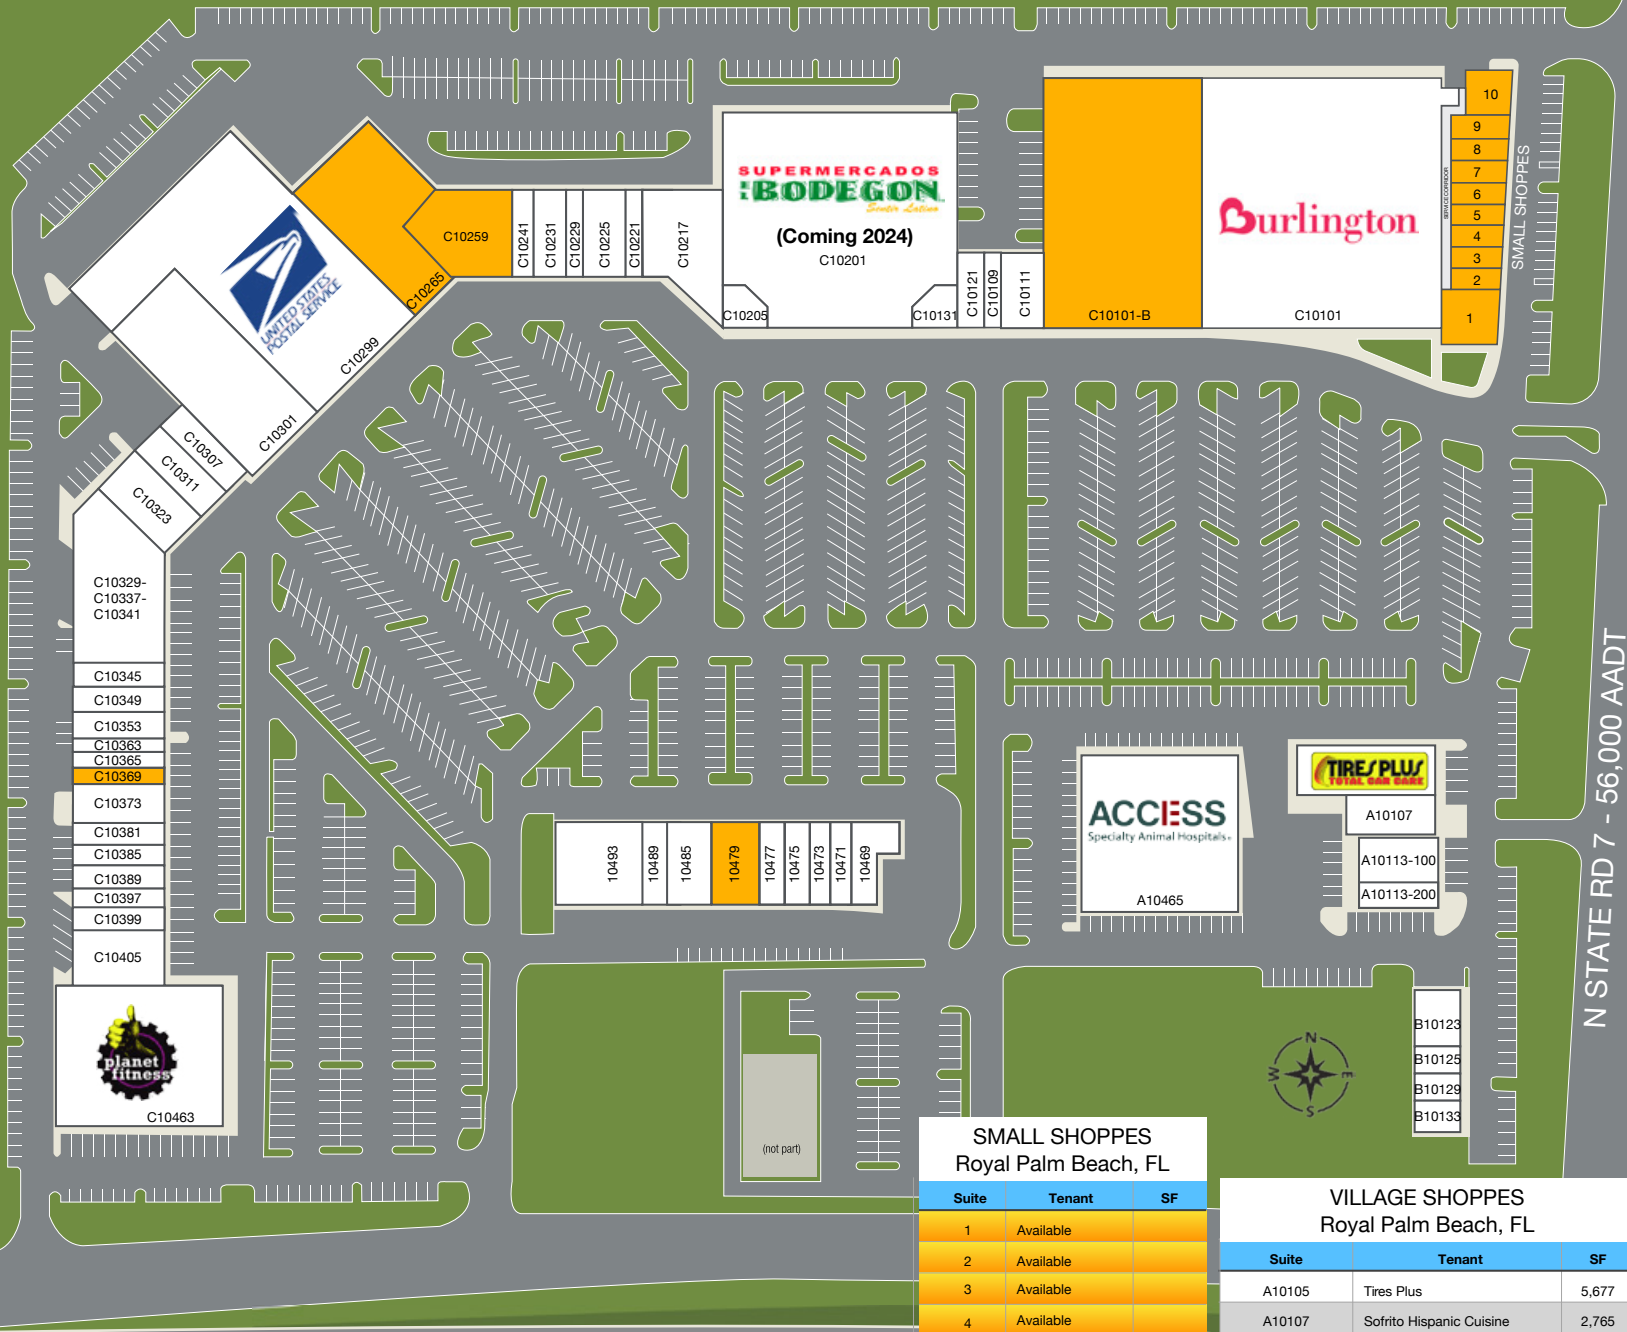 10
9
8
7
6
5
4
3
2
1
SERVICE CORRIDOR
SMALL SHOPPES
SUPERMERCADOS
EL BODEGON
Sentir Latino
(Coming 2024)
C10201
C10205
C10131
C10121
C10109
C10111
C10101-B
Burlington
C10101
C10259
C10241
C10231
C10229
C10225
C10221
C10217
C10265
UNITED STATES
POSTAL SERVICE
C10299
C10301
C10307
C10311
C10323
C10329-
C10337-
C10341
C10345
C10349
C10353
C10363
C10365
C10369
C10373
C10381
C10385
C10389
C10397
C10399
C10405
planet
fitness
C10463
10493
10489
10485
10479
10477
10475
10473
10471
10469
ACCESS
Specialty Animal Hospitals
A10465
TIRES PLUS
TOTAL CAR CARE
A10107
A10113-100
A10113-200
N STATE RD 7 - 56,000 AADT
B10123
B10125
B10129
B10133
N
W
E
S
(not part)
SMALL SHOPPES
Royal Palm Beach, FL
Suite Tenant SF
1 Available
2 Available
3 Available
4 Available
VILLAGE SHOPPES
Royal Palm Beach, FL
Suite Tenant SF
A10105 Tires Plus 5,677
A10107 Sofrito Hispanic Cuisine 2,765